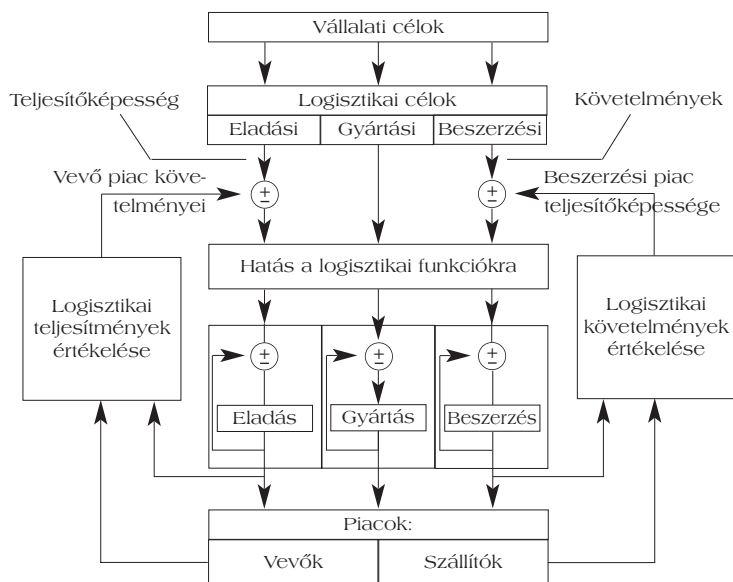 Vállalati célok
Teljesítőképesség
Követelmények
Logisztikai célok
Eladási
Gyártási
Beszerzési
Vevő piac köve-
telményei
±
±
Beszerzési piac
teljesítőképessége
Hatás a logisztikai funkciókra
Logisztikai
teljesítmények
értékelése
Logisztikai
követelmények
értékelése
±
±
±
Eladás
Gyártás
Beszerzés
Piacok:
Vevők
Szállítók